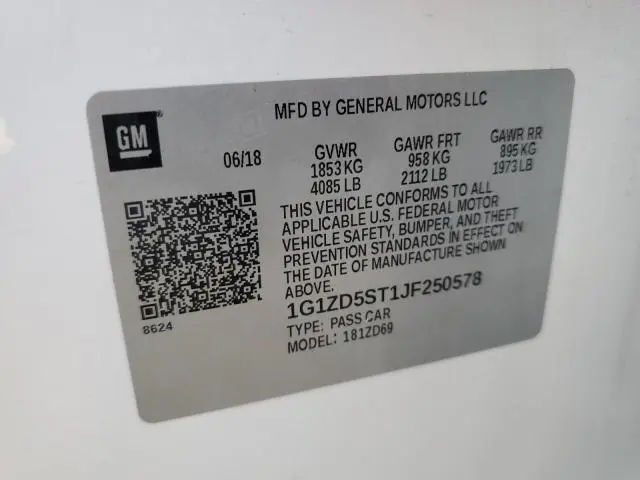 MFD BY GENERAL MOTORS LLC
GM
06/18 GVWR GAWR FRT GAWR RR
1853 KG 958 KG 895 KG
4085 LB 2112 LB 1973 LB
THIS VEHICLE CONFORMS TO ALL
APPLICABLE U.S. FEDERAL MOTOR
VEHICLE SAFETY, BUMPER, AND THEFT
PREVENTION STANDARDS IN EFFECT ON
THE DATE OF MANUFACTURE SHOWN
ABOVE.
1G1ZD5ST1JF250578
TYPE: PASS CAR
MODEL: 181ZD69
8624